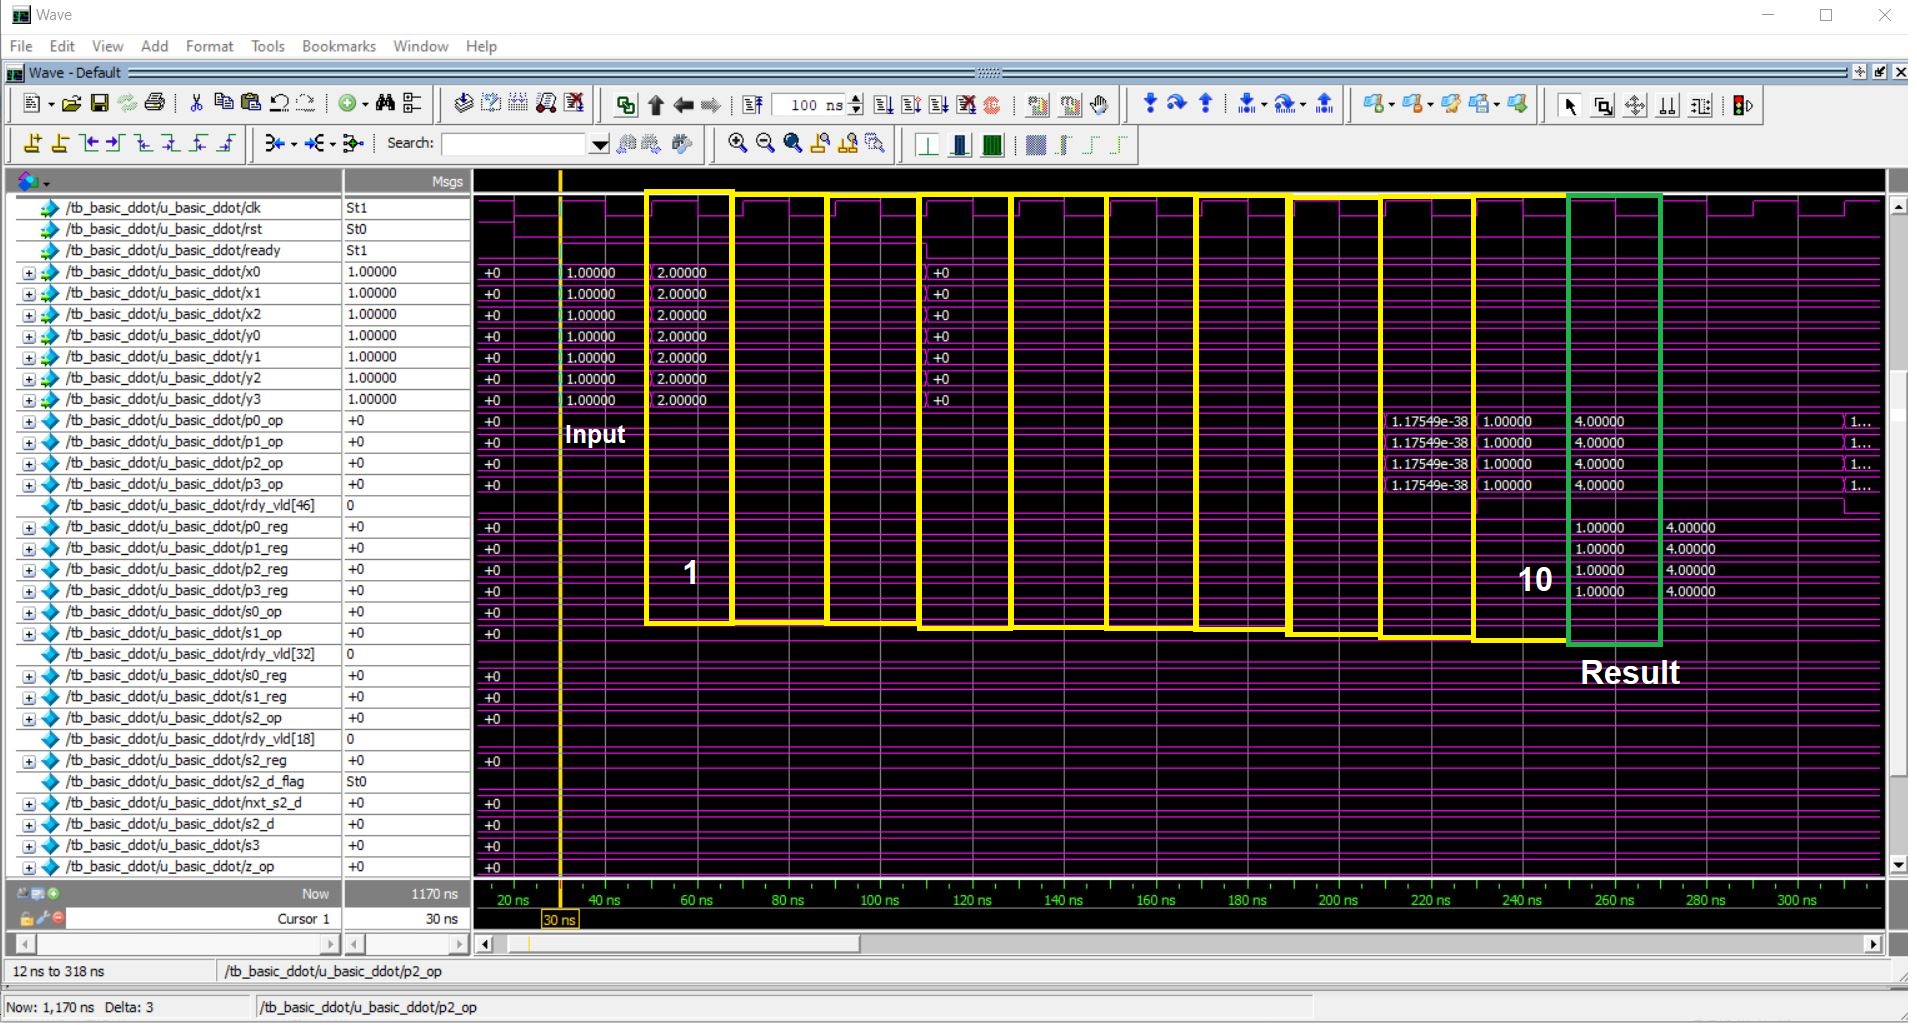 Wave
File Edit View Add Format Tools Bookmarks Window Help
Wave - Default
100 ns
Search:
Msgs
/tb_basic_ddot/u_basic_ddot/clk St1
/tb_basic_ddot/u_basic_ddot/rst St0
/tb_basic_ddot/u_basic_ddot/ready St1
/tb_basic_ddot/u_basic_ddot/x0 1.00000 +0 1.00000 2.00000 +0
/tb_basic_ddot/u_basic_ddot/x1 1.00000 +0 1.00000 2.00000 +0
/tb_basic_ddot/u_basic_ddot/x2 1.00000 +0 1.00000 2.00000 +0
/tb_basic_ddot/u_basic_ddot/y0 1.00000 +0 1.00000 2.00000 +0
/tb_basic_ddot/u_basic_ddot/y1 1.00000 +0 1.00000 2.00000 +0
/tb_basic_ddot/u_basic_ddot/y2 1.00000 +0 1.00000 2.00000 +0
/tb_basic_ddot/u_basic_ddot/y3 1.00000 +0 1.00000 2.00000 +0
/tb_basic_ddot/u_basic_ddot/p0_op +0 +0 1.17549e-38 1.00000 4.00000 1...
Input
/tb_basic_ddot/u_basic_ddot/p1_op +0 +0 1.17549e-38 1.00000 4.00000 1...
/tb_basic_ddot/u_basic_ddot/p2_op +0 +0 1.17549e-38 1.00000 4.00000 1...
/tb_basic_ddot/u_basic_ddot/p3_op +0 +0 1.17549e-38 1.00000 4.00000 1...
/tb_basic_ddot/u_basic_ddot/rdy_vld[46] 0
/tb_basic_ddot/u_basic_ddot/p0_reg +0 +0 1.00000 4.00000
/tb_basic_ddot/u_basic_ddot/p1_reg +0 +0 1.00000 4.00000
/tb_basic_ddot/u_basic_ddot/p2_reg +0 +0 1.00000 4.00000
1 10
/tb_basic_ddot/u_basic_ddot/p3_reg +0 +0 1.00000 4.00000
/tb_basic_ddot/u_basic_ddot/s0_op +0 +0
/tb_basic_ddot/u_basic_ddot/s1_op +0 +0
/tb_basic_ddot/u_basic_ddot/rdy_vld[32] 0
Result
/tb_basic_ddot/u_basic_ddot/s0_reg +0 +0
/tb_basic_ddot/u_basic_ddot/s1_reg +0 +0
/tb_basic_ddot/u_basic_ddot/s2_op +0 +0
/tb_basic_ddot/u_basic_ddot/rdy_vld[18] 0
/tb_basic_ddot/u_basic_ddot/s2_reg +0 +0
/tb_basic_ddot/u_basic_ddot/s2_d_flag St0
/tb_basic_ddot/u_basic_ddot/nxt_s2_d +0 +0
/tb_basic_ddot/u_basic_ddot/s2_d +0 +0
/tb_basic_ddot/u_basic_ddot/s3 +0 +0
/tb_basic_ddot/u_basic_ddot/z_op +0 +0
Now 1170 ns 20 ns 40 ns 60 ns 80 ns 100 ns 120 ns 140 ns 160 ns 180 ns 200 ns 220 ns 240 ns 260 ns 280 ns 300 ns
Cursor 1 30 ns 30 ns
12 ns to 318 ns /tb_basic_ddot/u_basic_ddot/p2_op
Now: 1,170 ns Delta: 3 /tb_basic_ddot/u_basic_ddot/p2_op